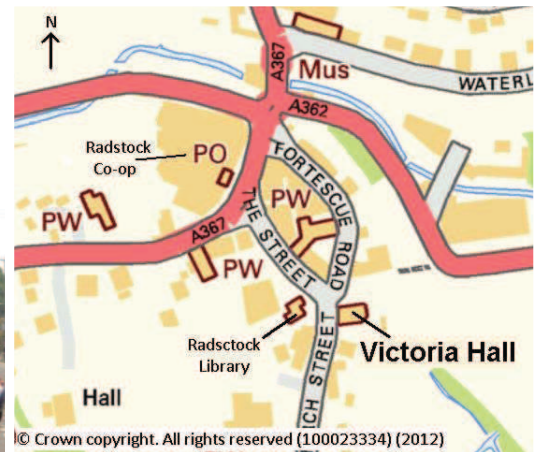 N
A367
Mus
WATERL
A362
Radstock
Co-op
PO
FORTESCUE ROAD
THE STREET
PW
PW
A367
PW
Radsctock
Library
Victoria Hall
CH STREET
Hall
© Crown copyright. All rights reserved (100023334) (2012)